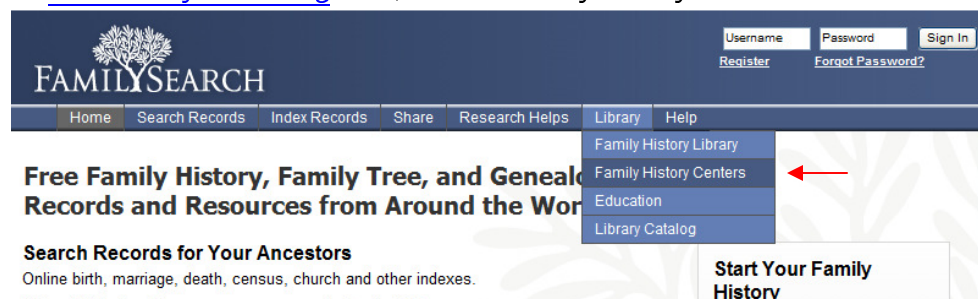 Username Password Sign In
Register Forgot Password?
FAMILYSEARCH
Home Search Records Index Records Share Research Helps Library Help
Family History Library
Family History Centers
Education
Library Catalog
Free Family History, Family Tree, and
Records and Resources from Around the
Search Records for Your Ancestors
Online birth, marriage, death, census, church and other indexes.
Start Your Family
History